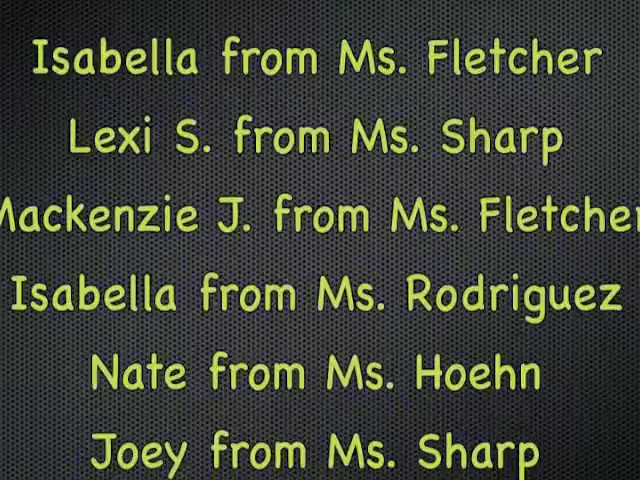 Isabella from Ms. Fletcher
Lexi S. from Ms. Sharp
Mackenzie J. from Ms. Fletcher
Isabella from Ms. Rodriguez
Nate from Ms. Hoehn
Joey from Ms. Sharp